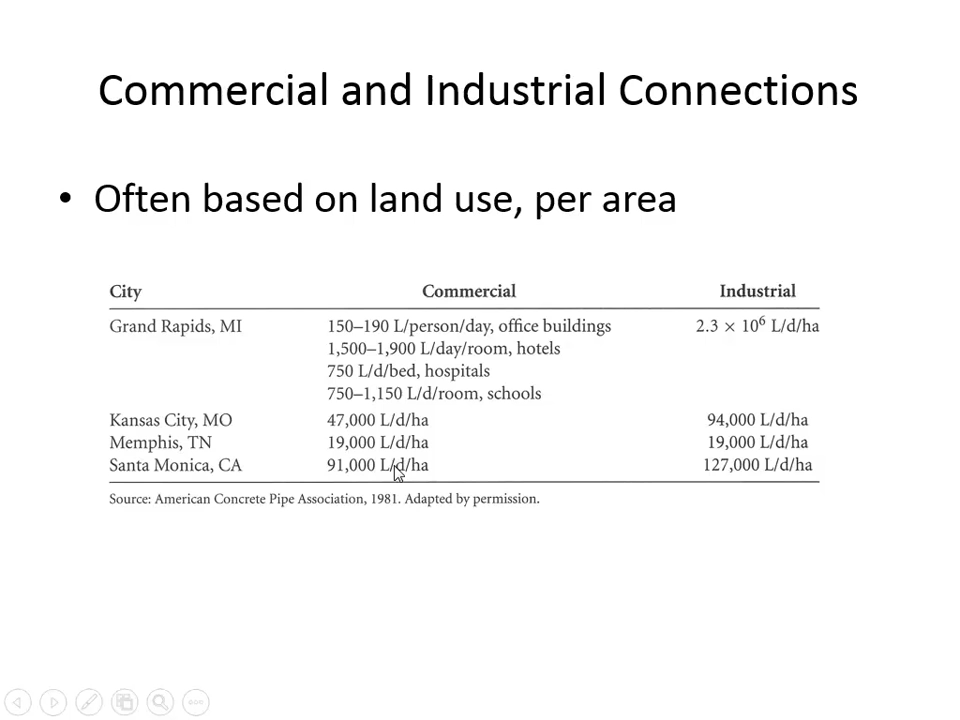 Commercial and Industrial Connections
• Often based on land use, per area
City Commercial Industrial
Grand Rapids, MI 150–190 L/person/day, office buildings 2.3 × 10⁶ L/d/ha
1,500–1,900 L/day/room, hotels
750 L/d/bed, hospitals
750–1,150 L/d/room, schools
Kansas City, MO 47,000 L/d/ha 94,000 L/d/ha
Memphis, TN 19,000 L/d/ha 19,000 L/d/ha
Santa Monica, CA 91,000 L/d/ha 127,000 L/d/ha
Source: American Concrete Pipe Association, 1981. Adapted by permission.